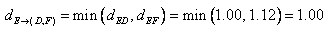 d_{E→(D,F)} = min (d_{ED}, d_{EF}) = min (1.00, 1.12) = 1.00